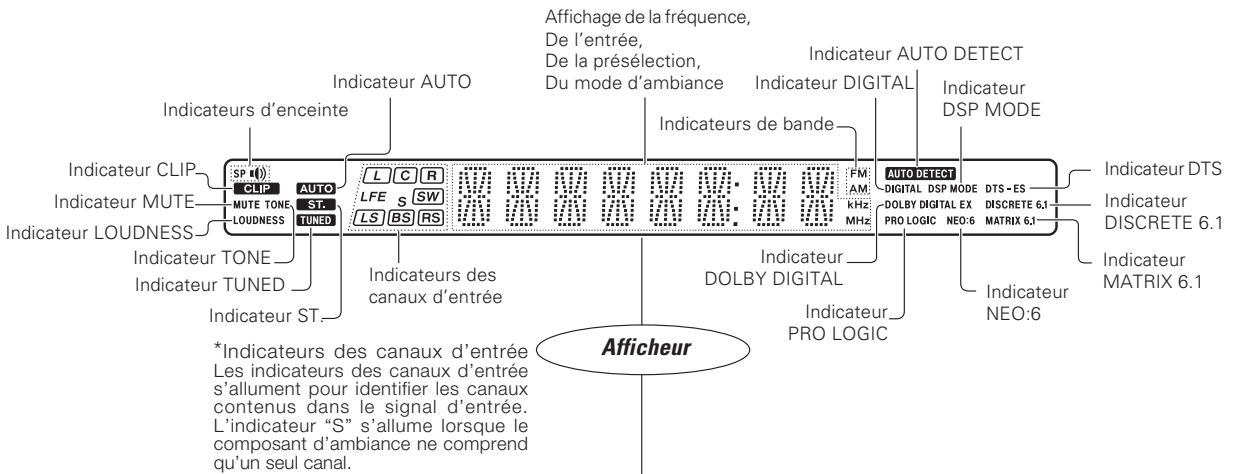 Affichage de la fréquence,
De l'entrée,
De la présélection,
Du mode d'ambiance
Indicateur AUTO DETECT
Indicateur AUTO
Indicateur DIGITAL
Indicateur
DSP MODE
Indicateurs d'enceinte
Indicateurs de bande
Indicateur CLIP
Indicateur MUTE
Indicateur LOUDNESS
SP
CLIP AUTO
MUTE TONE ST.
LOUDNESS TUNED
L C R
LFE S SW
LS BS RS
FM
AM
kHz
MHz
AUTO DETECT
DIGITAL DSP MODE DTS-ES
DOLBY DIGITAL EX DISCRETE 6.1
PRO LOGIC NEO:6 MATRIX 6.1
Indicateur DTS
Indicateur
DISCRETE 6.1
Indicateur
MATRIX 6.1
Indicateur TONE
Indicateur TUNED
Indicateur ST.
Indicateurs des
canaux d'entrée
Indicateur
DOLBY DIGITAL
Indicateur
PRO LOGIC
Indicateur
NEO:6
Afficheur
*Indicateurs des canaux d'entrée
Les indicateurs des canaux d'entrée
s'allument pour identifier les canaux
contenus dans le signal d'entrée.
L'indicateur “S” s'allume lorsque le
composant d'ambiance ne comprend
qu'un seul canal.